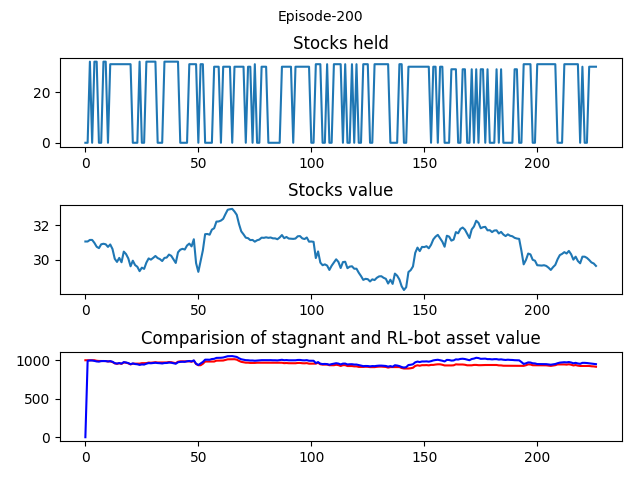 Episode-200
Stocks held
20
0
0 50 100 150 200
Stocks value
32
30
0 50 100 150 200
Comparision of stagnant and RL-bot asset value
1000
500
0
0 50 100 150 200